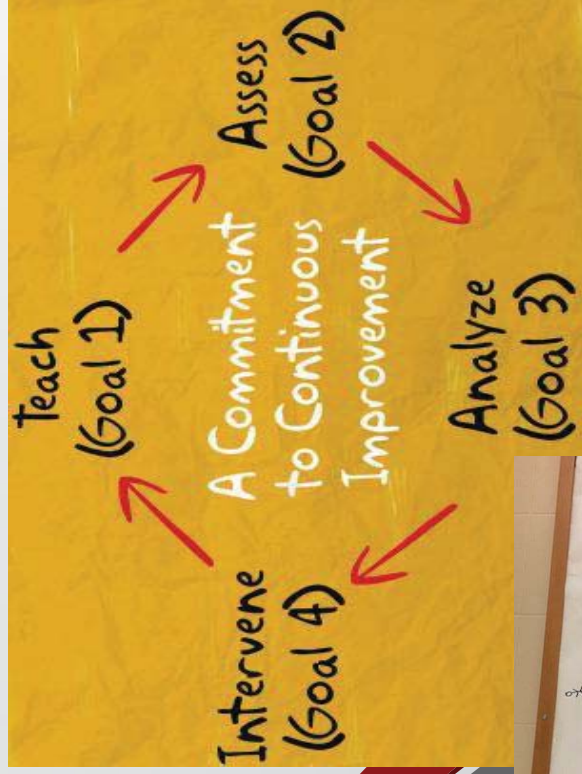 Teach
(Goal 1)
Assess
(Goal 2)
A Commitment
to Continuous
Improvement
Analyze
(Goal 3)
Intervene
(Goal 4)